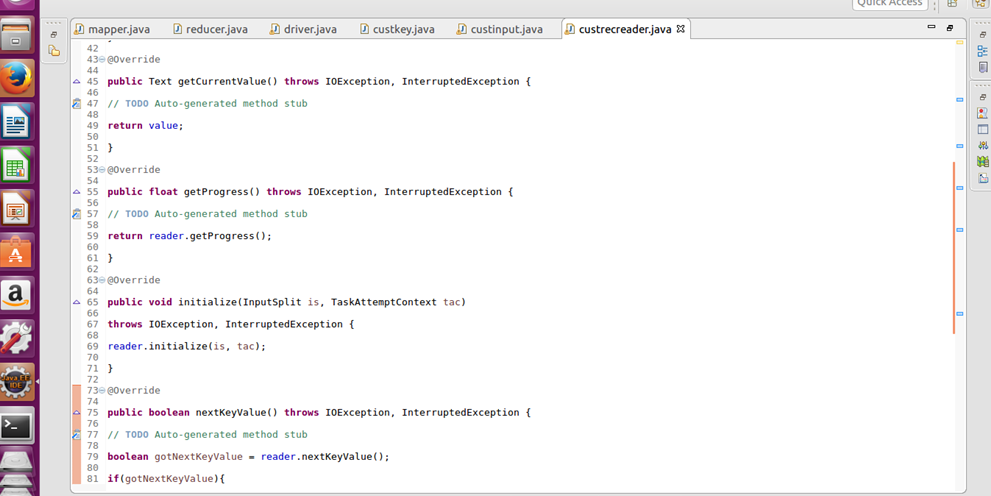 Quick Access
mapper.java reducer.java driver.java custkey.java custinput.java custrecreader.java
42
43 @Override
44
45 public Text getCurrentValue() throws IOException, InterruptedException {
46
47 // TODO Auto-generated method stub
48
49 return value;
50
51 }
52
53 @Override
54
55 public float getProgress() throws IOException, InterruptedException {
56
57 // TODO Auto-generated method stub
58
59 return reader.getProgress();
60
61 }
62
63 @Override
64
65 public void initialize(InputSplit is, TaskAttemptContext tac)
66
67 throws IOException, InterruptedException {
68
69 reader.initialize(is, tac);
70
71 }
72
73 @Override
74
75 public boolean nextKeyValue() throws IOException, InterruptedException {
76
77 // TODO Auto-generated method stub
78
79 boolean gotNextKeyValue = reader.nextKeyValue();
80
81 if(gotNextKeyValue){